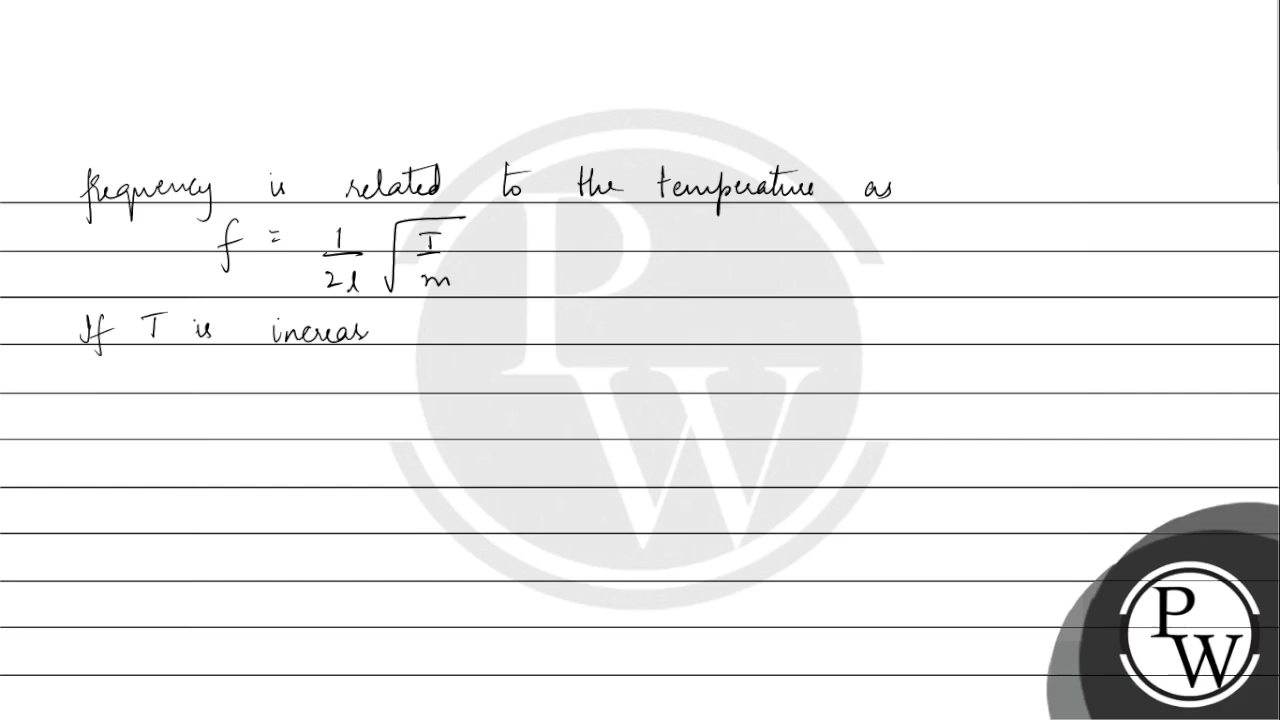 frequency is related to the temperature as
f = 1/2l √T/m
If T is increas
P
W
P
W